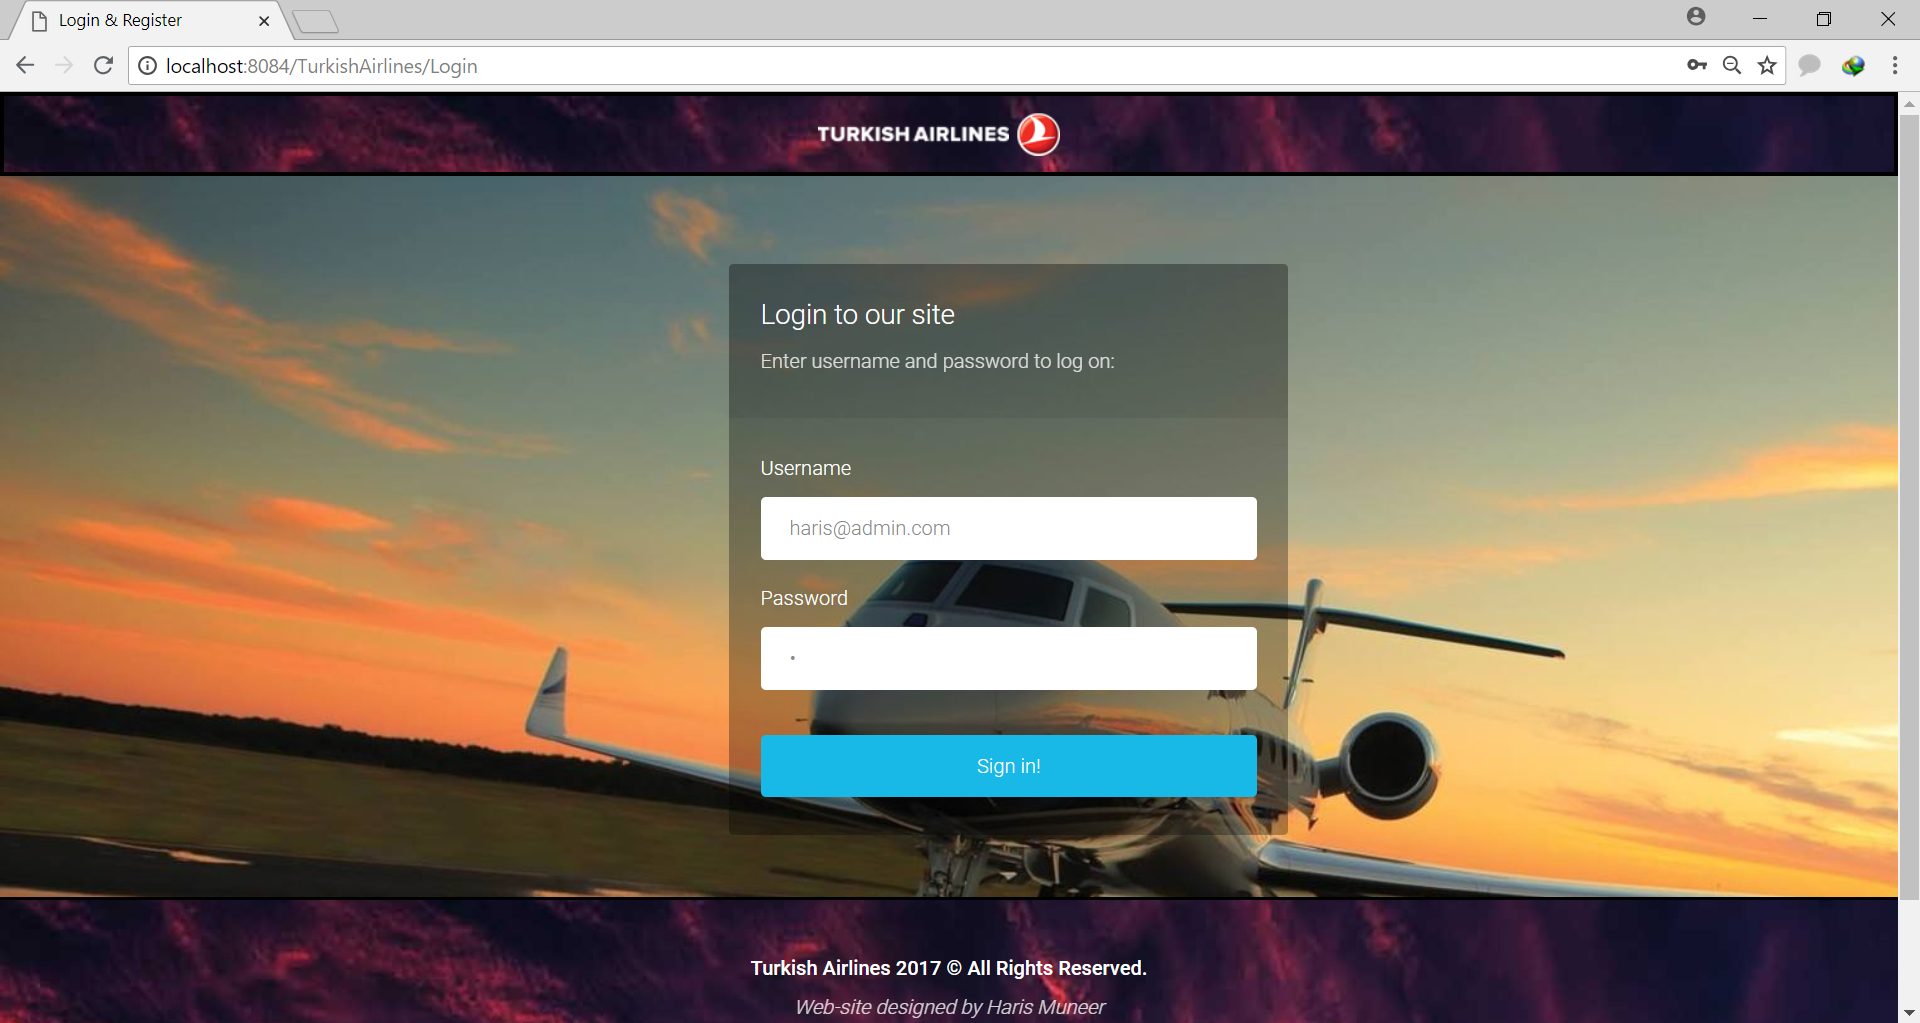 Login & Register
localhost:8084/TurkishAirlines/Login
TURKISH AIRLINES
Login to our site
Enter username and password to log on:
Username
haris@admin.com
Password
Sign in!
Turkish Airlines 2017 © All Rights Reserved.
Web-site designed by Haris Muneer